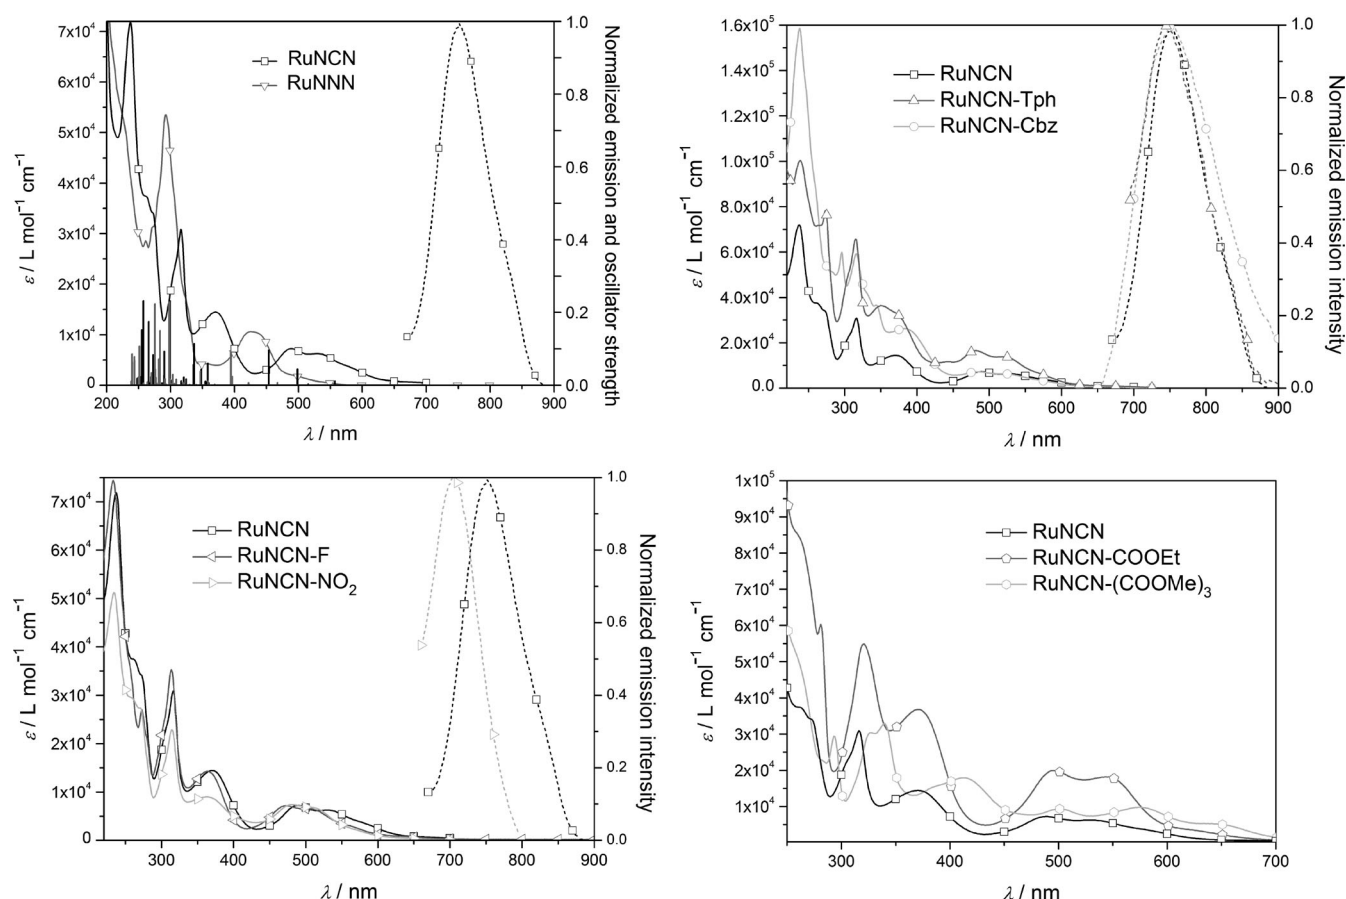 7x10⁴
6x10⁴
5x10⁴
4x10⁴
3x10⁴
2x10⁴
1x10⁴
0
ε / L mol⁻¹ cm⁻¹
RuNCN
RuNNN
1.0
0.8
0.6
0.4
0.2
0.0
Normalized emission and oscillator strength
200 300 400 500 600 700 800 900
λ / nm
1.6x10⁵
1.4x10⁵
1.2x10⁵
1.0x10⁵
8.0x10⁴
6.0x10⁴
4.0x10⁴
2.0x10⁴
0.0
ε / L mol⁻¹ cm⁻¹
RuNCN
RuNCN-Tph
RuNCN-Cbz
1.0
0.8
0.6
0.4
0.2
0.0
Normalized emission intensity
300 400 500 600 700 800 900
λ / nm
7x10⁴
6x10⁴
5x10⁴
4x10⁴
3x10⁴
2x10⁴
1x10⁴
0
ε / L mol⁻¹ cm⁻¹
RuNCN
RuNCN-F
RuNCN-NO₂
1.0
0.8
0.6
0.4
0.2
0.0
Normalized emission intensity
300 400 500 600 700 800 900
λ / nm
1x10⁵
9x10⁴
8x10⁴
7x10⁴
6x10⁴
5x10⁴
4x10⁴
3x10⁴
2x10⁴
1x10⁴
ε / L mol⁻¹ cm⁻¹
RuNCN
RuNCN-COOEt
RuNCN-(COOMe)₃
300 400 500 600 700
λ / nm